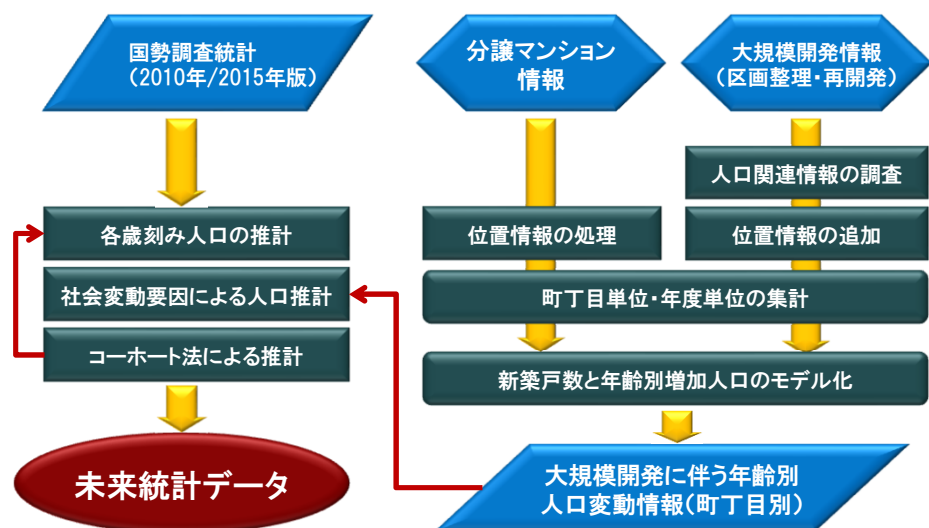 国勢調査統計
（2010年/2015年版）
各歳刻み人口の推計
社会変動要因による人口推計
コーホート法による推計
未来統計データ
分譲マンション
情報
大規模開発情報
（区画整理・再開発）
人口関連情報の調査
位置情報の処理
位置情報の追加
町丁目単位・年度単位の集計
新築戸数と年齢別増加人口のモデル化
大規模開発に伴う年齢別
人口変動情報（町丁目別）